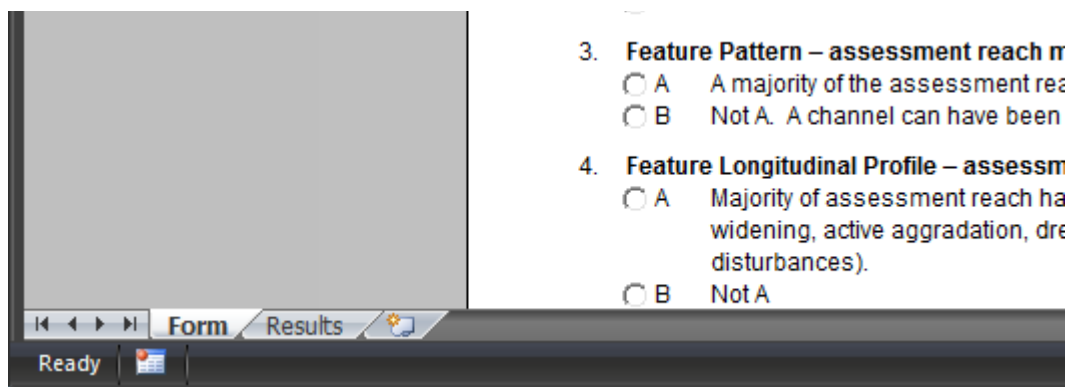 3. Feature Pattern – assessment reach m
A A majority of the assessment rea
B Not A. A channel can have been
4. Feature Longitudinal Profile – assessm
A Majority of assessment reach ha
widening, active aggradation, dre
disturbances).
B Not A
Form Results
Ready